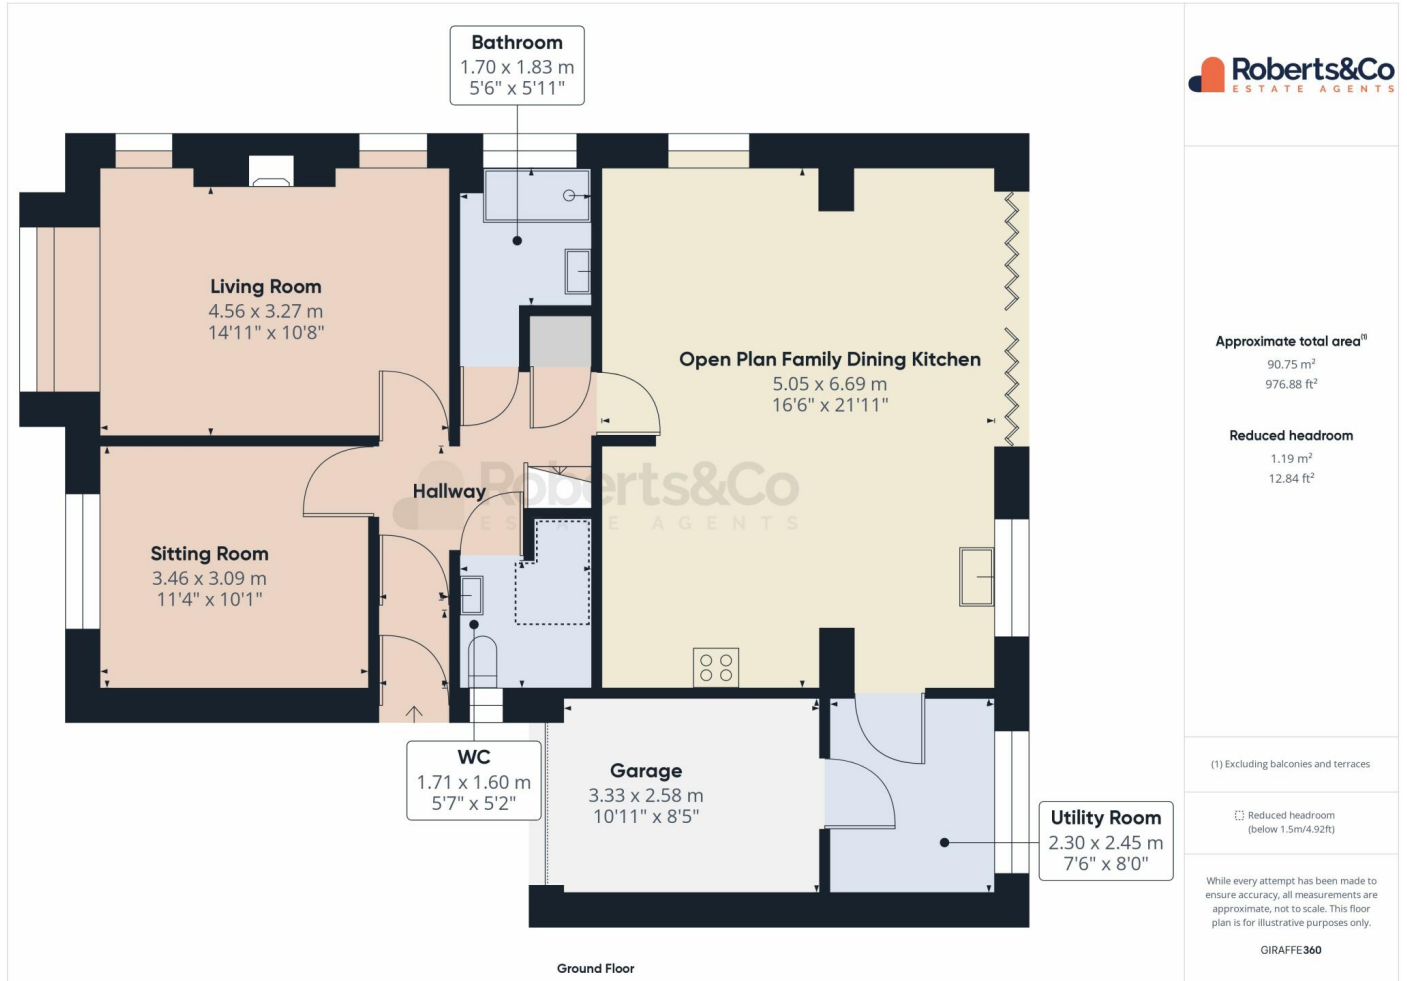 Bathroom
1.70 x 1.83 m
5'6" x 5'11"
Living Room
4.56 x 3.27 m
14'11" x 10'8"
Open Plan Family Dining Kitchen
5.05 x 6.69 m
16'6" x 21'11"
Hallway
Roberts&Co
ESTATE AGENTS
Sitting Room
3.46 x 3.09 m
11'4" x 10'1"
WC
1.71 x 1.60 m
5'7" x 5'2"
Garage
3.33 x 2.58 m
10'11" x 8'5"
Utility Room
2.30 x 2.45 m
7'6" x 8'0"
Ground Floor
Roberts&Co
ESTATE AGENTS
Approximate total area(1)
90.75 m²
976.88 ft²
Reduced headroom
1.19 m²
12.84 ft²
(1) Excluding balconies and terraces
Reduced headroom
(below 1.5m/4.92ft)
While every attempt has been made to
ensure accuracy, all measurements are
approximate, not to scale. This floor
plan is for illustrative purposes only.
GIRAFFE360